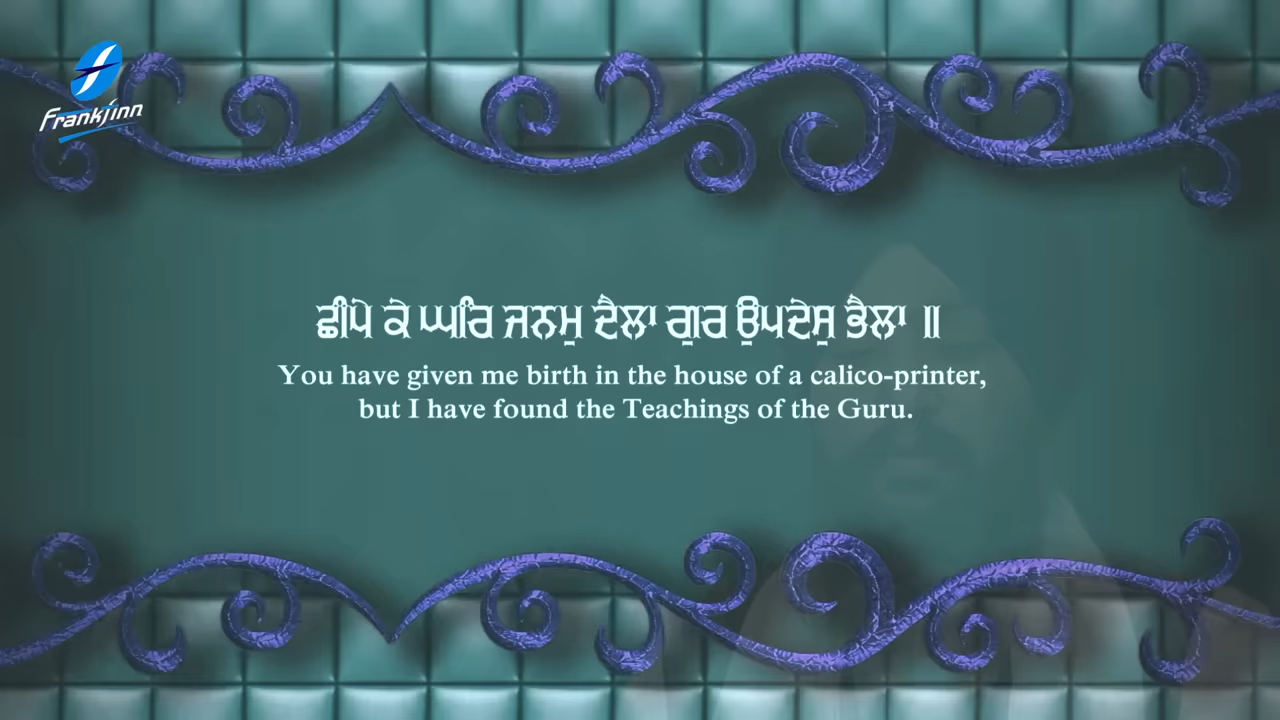 Frankjinn
ਛੀਪੇ ਕੇ ਘਰਿ ਜਨਮੁ ਦੈਲਾ ਗੁਰ ਉਪਦੇਸੁ ਭੈਲਾ ॥
You have given me birth in the house of a calico-printer,
but I have found the Teachings of the Guru.